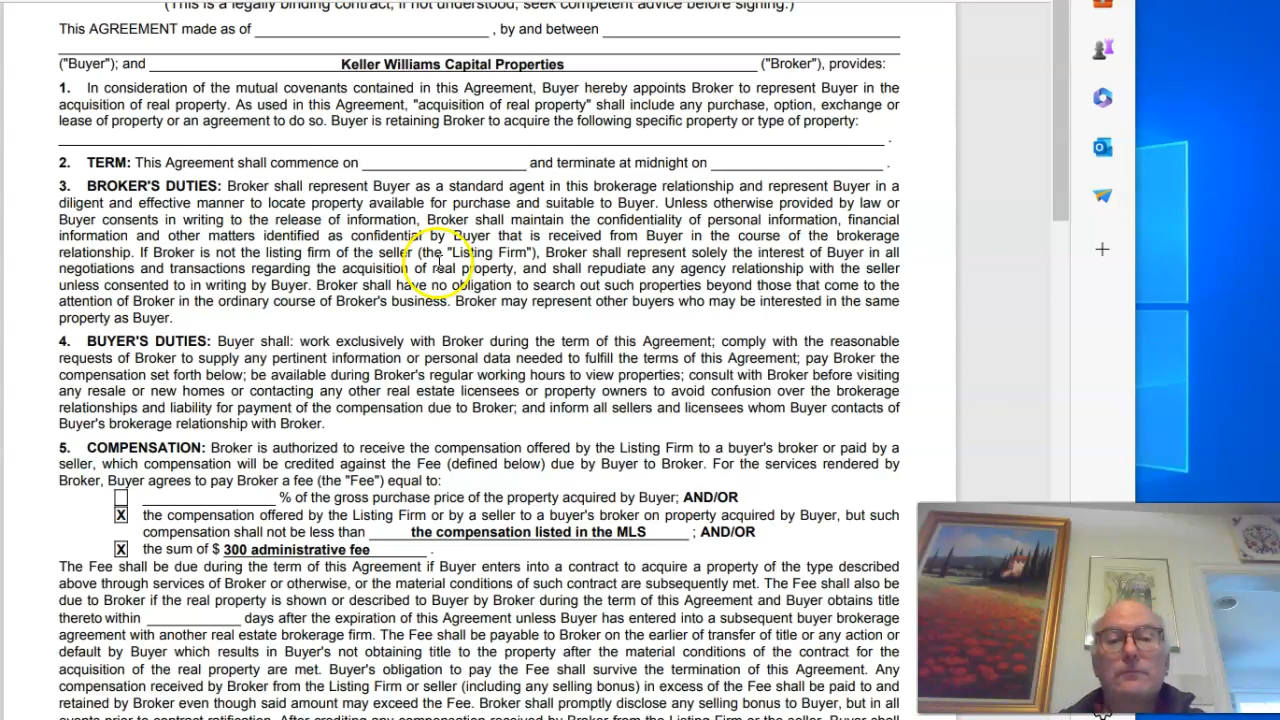 (This is a legally binding contract, if not understood, seek competent advice before signing.)
This AGREEMENT made as of , by and between
("Buyer"); and Keller Williams Capital Properties ("Broker"), provides:
1. In consideration of the mutual covenants contained in this Agreement, Buyer hereby appoints Broker to represent Buyer in the
acquisition of real property. As used in this Agreement, "acquisition of real property" shall include any purchase, option, exchange or
lease of property or an agreement to do so. Buyer is retaining Broker to acquire the following specific property or type of property:
.
2. TERM: This Agreement shall commence on and terminate at midnight on .
3. BROKER'S DUTIES: Broker shall represent Buyer as a standard agent in this brokerage relationship and represent Buyer in a
diligent and effective manner to locate property available for purchase and suitable to Buyer. Unless otherwise provided by law or
Buyer consents in writing to the release of information, Broker shall maintain the confidentiality of personal information, financial
information and other matters identified as confidential by Buyer that is received from Buyer in the course of the brokerage
relationship. If Broker is not the listing firm of the seller (the "Listing Firm"), Broker shall represent solely the interest of Buyer in all
negotiations and transactions regarding the acquisition of real property, and shall repudiate any agency relationship with the seller
unless consented to in writing by Buyer. Broker shall have no obligation to search out such properties beyond those that come to the
attention of Broker in the ordinary course of Broker's business. Broker may represent other buyers who may be interested in the same
property as Buyer.
4. BUYER'S DUTIES: Buyer shall: work exclusively with Broker during the term of this Agreement; comply with the reasonable
requests of Broker to supply any pertinent information or personal data needed to fulfill the terms of this Agreement; pay Broker the
compensation set forth below; be available during Broker's regular working hours to view properties; consult with Broker before visiting
any resale or new homes or contacting any other real estate licensees or property owners to avoid confusion over the brokerage
relationships and liability for payment of the compensation due to Broker; and inform all sellers and licensees whom Buyer contacts of
Buyer's brokerage relationship with Broker.
5. COMPENSATION: Broker is authorized to receive the compensation offered by the Listing Firm to a buyer's broker or paid by a
seller, which compensation will be credited against the Fee (defined below) due by Buyer to Broker. For the services rendered by
Broker, Buyer agrees to pay Broker a fee (the "Fee") equal to:
% of the gross purchase price of the property acquired by Buyer; AND/OR
X the compensation offered by the Listing Firm or by a seller to a buyer's broker on property acquired by Buyer, but such
compensation shall not be less than the compensation listed in the MLS ; AND/OR
X the sum of $ 300 administrative fee .
The Fee shall be due during the term of this Agreement if Buyer enters into a contract to acquire a property of the type described
above through services of Broker or otherwise, or the material conditions of such contract are subsequently met. The Fee shall also be
due to Broker if the real property is shown or described to Buyer by Broker during the term of this Agreement and Buyer obtains title
thereto within days after the expiration of this Agreement unless Buyer has entered into a subsequent buyer brokerage
agreement with another real estate brokerage firm. The Fee shall be payable to Broker on the earlier of transfer of title or any action or
default by Buyer which results in Buyer's not obtaining title to the property after the material conditions of the contract for the
acquisition of the real property are met. Buyer's obligation to pay the Fee shall survive the termination of this Agreement. Any
compensation received by Broker from the Listing Firm or seller (including any selling bonus) in excess of the Fee shall be paid to and
retained by Broker even though said amount may exceed the Fee. Broker shall promptly disclose any selling bonus to Buyer, but in all
events prior to contract ratification. After crediting any compensation received by Broker from the Listing Firm or the seller, Buyer shall